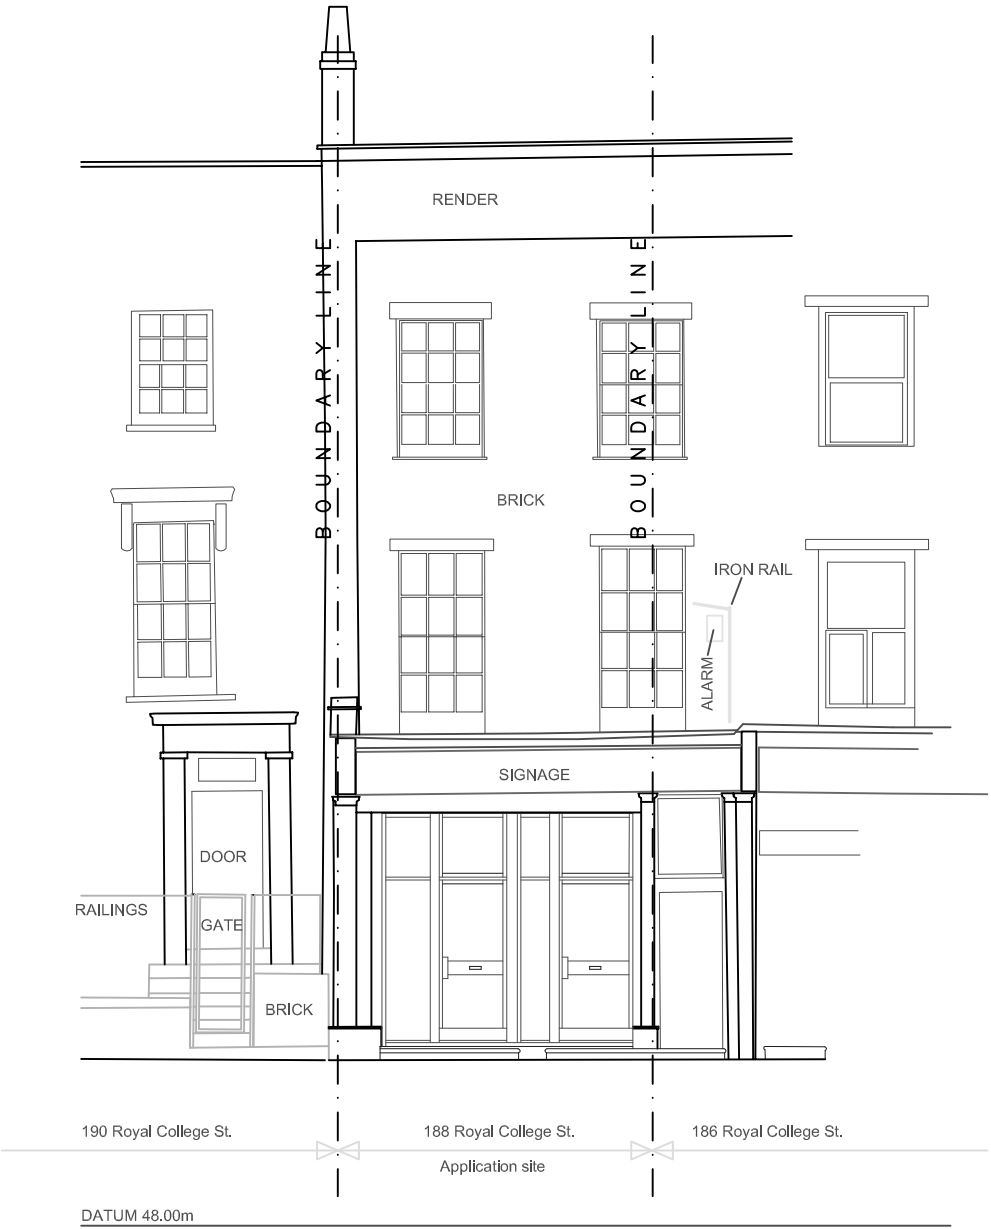 RENDER
BOUNDARY LINE
BOUNDARY LINE
BRICK
IRON RAIL
ALARM
SIGNAGE
DOOR
RAILINGS
GATE
BRICK
190 Royal College St.
188 Royal College St.
186 Royal College St.
Application site
DATUM 48.00m